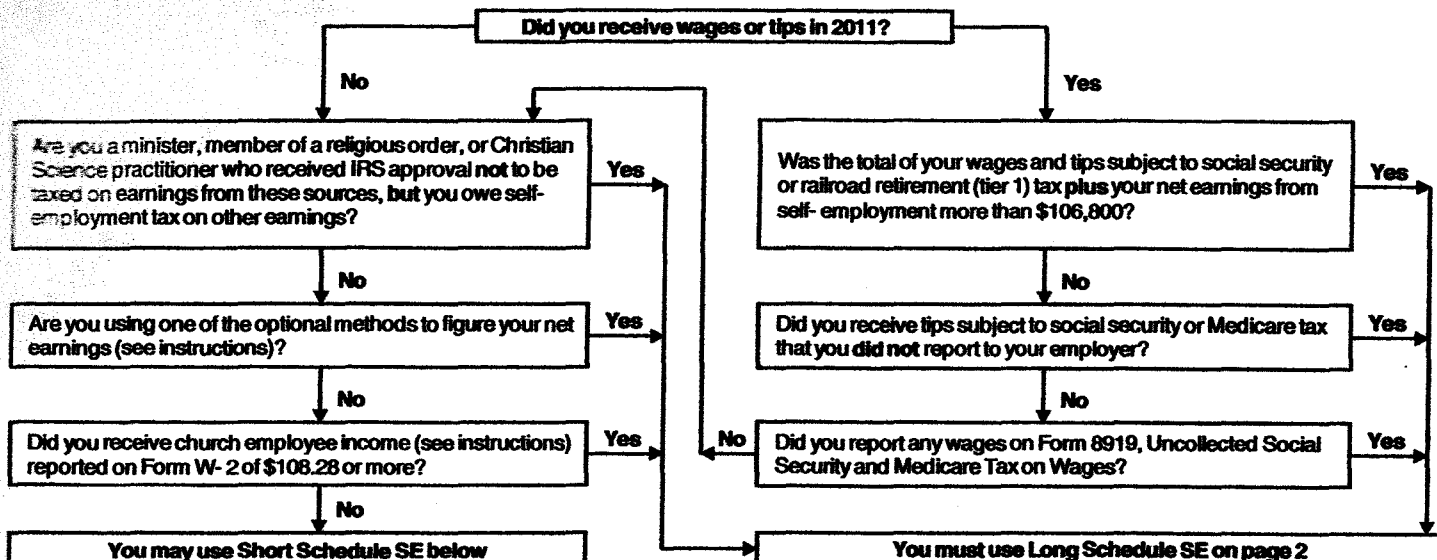 Did you receive wages or tips in 2011?
No
Yes
Are you a minister, member of a religious order, or Christian
Science practitioner who received IRS approval not to be
taxed on earnings from these sources, but you owe self-
employment tax on other earnings?
Yes
Was the total of your wages and tips subject to social security
or railroad retirement (tier 1) tax plus your net earnings from
self- employment more than $106,800?
Yes
No
No
Are you using one of the optional methods to figure your net
earnings (see instructions)?
Yes
Did you receive tips subject to social security or Medicare tax
that you did not report to your employer?
Yes
No
No
Did you receive church employee income (see instructions)
reported on Form W- 2 of $108.28 or more?
Yes
No
Did you report any wages on Form 8919, Uncollected Social
Security and Medicare Tax on Wages?
Yes
No
You may use Short Schedule SE below
You must use Long Schedule SE on page 2